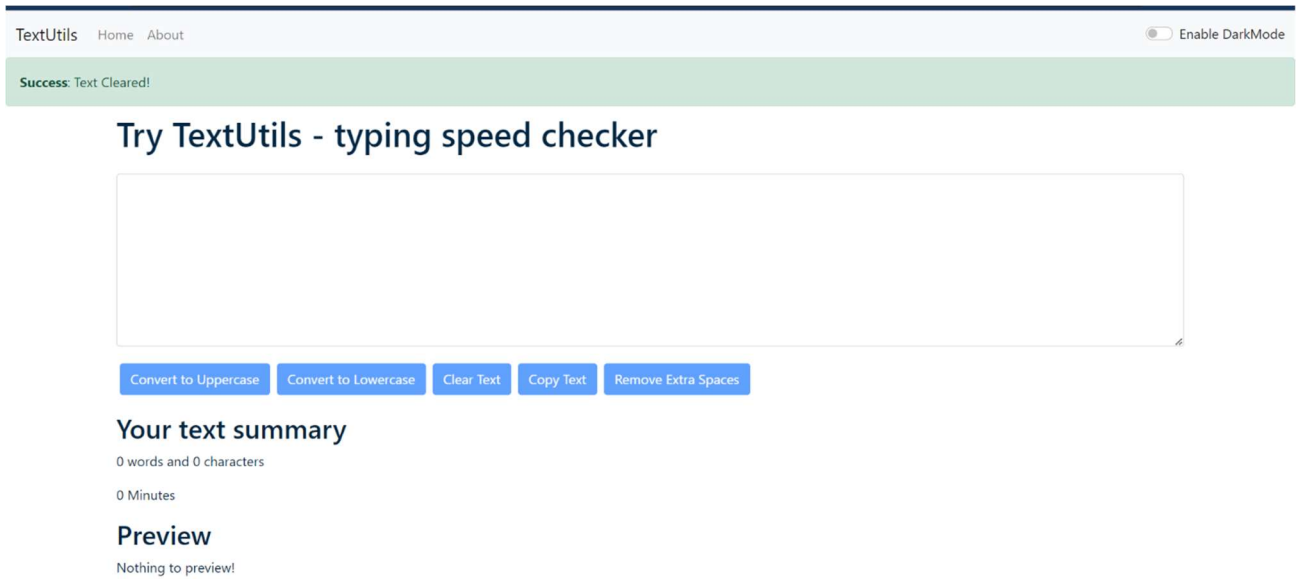 TextUtils Home About Enable DarkMode
Success: Text Cleared!
Try TextUtils - typing speed checker
Convert to Uppercase Convert to Lowercase Clear Text Copy Text Remove Extra Spaces
Your text summary
0 words and 0 characters
0 Minutes
Preview
Nothing to preview!